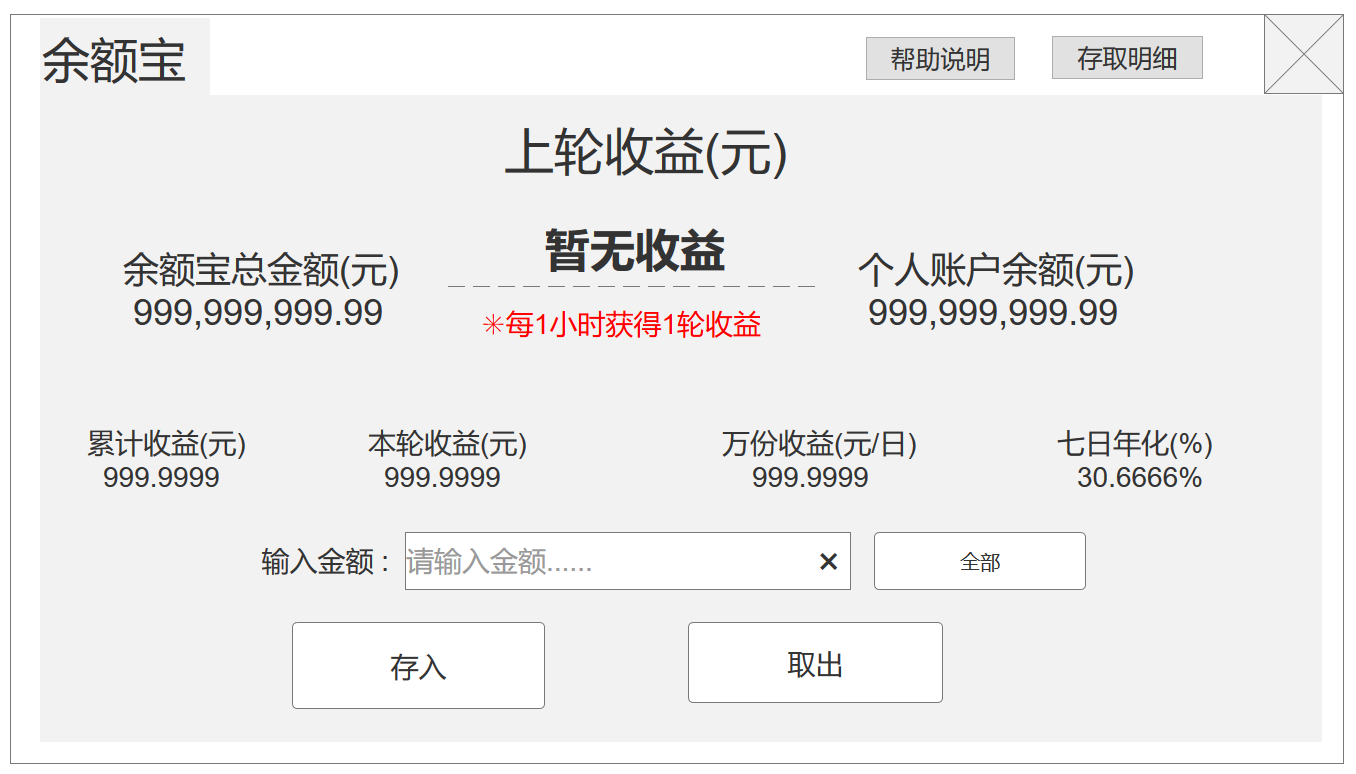 余额宝
帮助说明
存取明细
上轮收益(元)
暂无收益
余额宝总金额(元)
999,999,999.99
✳每1小时获得1轮收益
个人账户余额(元)
999,999,999.99
累计收益(元)
999.9999
本轮收益(元)
999.9999
万份收益(元/日)
999.9999
七日年化(%)
30.6666%
输入金额：
请输入金额......
×
全部
存入
取出